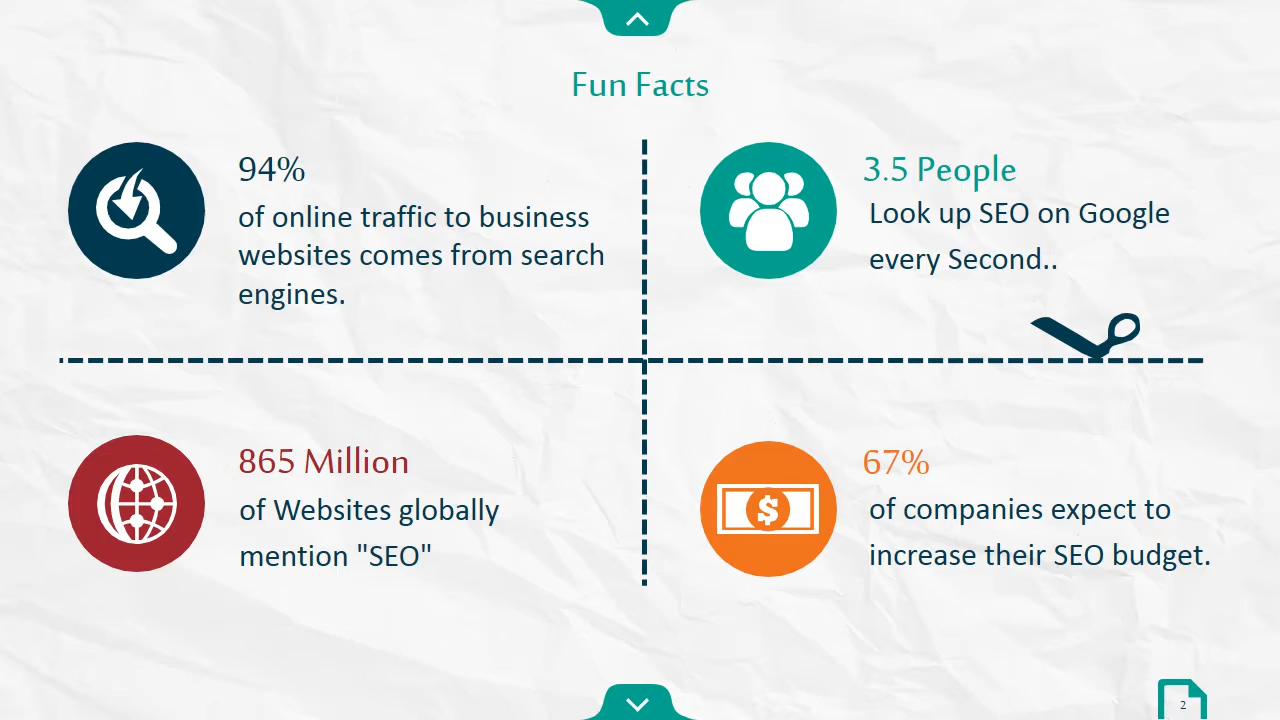 Fun Facts
94%
of online traffic to business
websites comes from search
engines.
3.5 People
Look up SEO on Google
every Second..
865 Million
of Websites globally
mention "SEO"
67%
of companies expect to
increase their SEO budget.
$
2